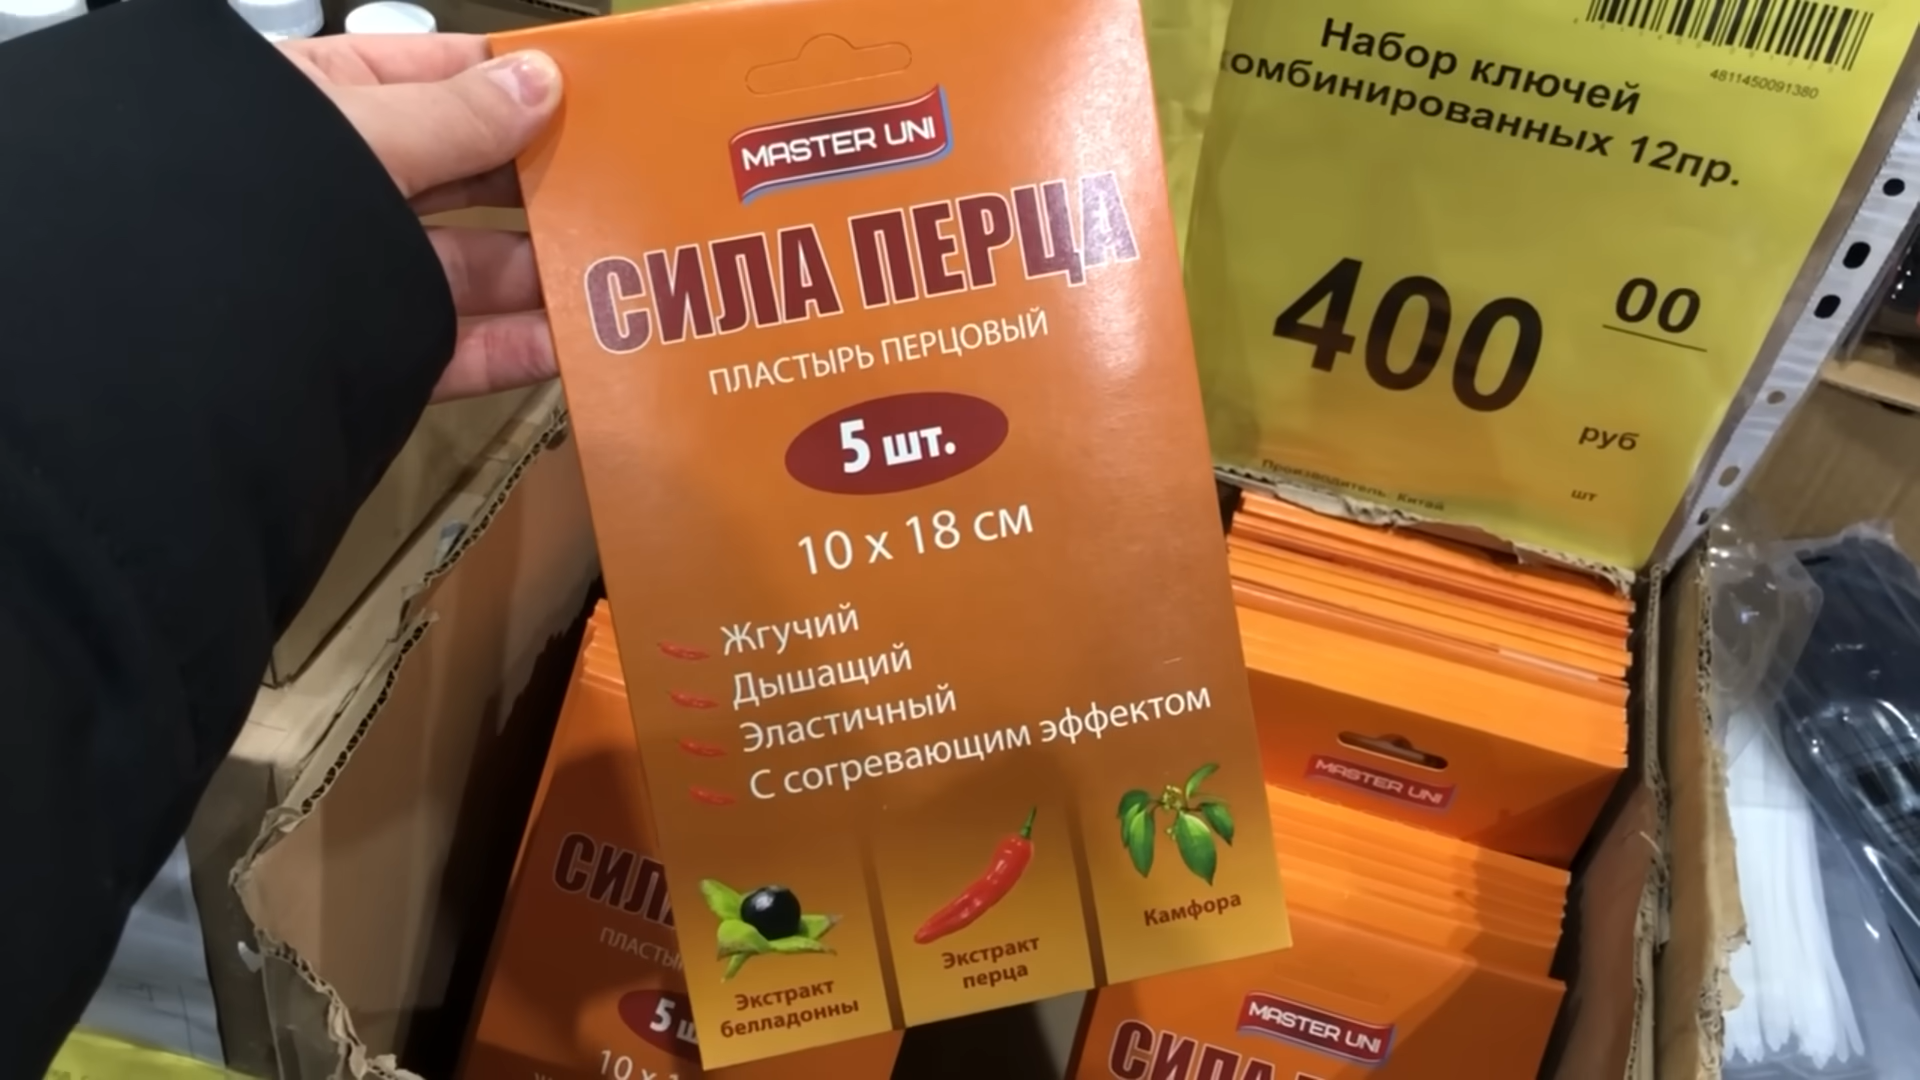 MASTER UNI
СИЛА ПЕРЦА
ПЛАСТЫРЬ ПЕРЦОВЫЙ
5 шт.
10 x 18 см
Жгучий
Дышащий
Эластичный
С согревающим эффектом
Экстракт
белладонны
Экстракт
перца
Камфора
4811450091380
Набор ключей
комбинированных 12пр.
400 00
руб
шт
Производитель: Китай
MASTER UNI
MASTER UNI
СИЛА
СИЛА
5
10 x 1